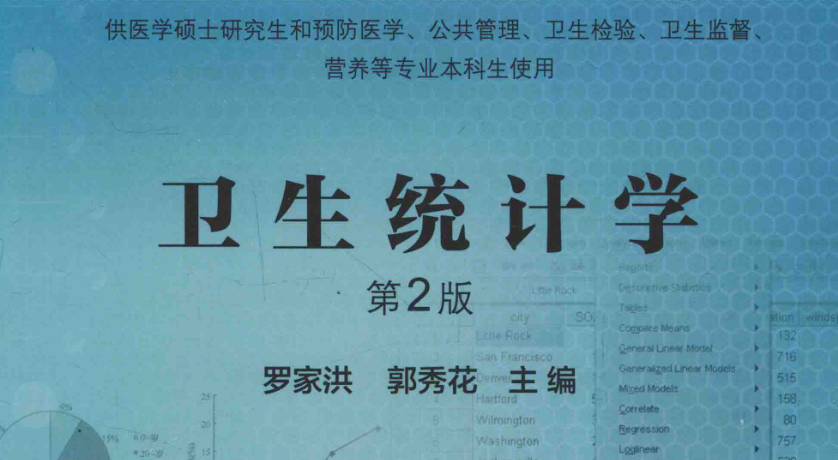 供医学硕士研究生和预防医学、公共管理、卫生检验、卫生监督、
营养等专业本科生使用
卫生统计学
第2版
罗家洪 郭秀花 主编
Reports
Descriptive Statistics
Tables
Compare Means
General Linear Model
Generalized Linear Models
Mixed Models
Correlate
Regression
Loglinear
Little Rock
city
Little Rock
San Francisco
Denver
Hartford
Wilmington
Washington
132
716
515
158
80
757
25
20
15
0%